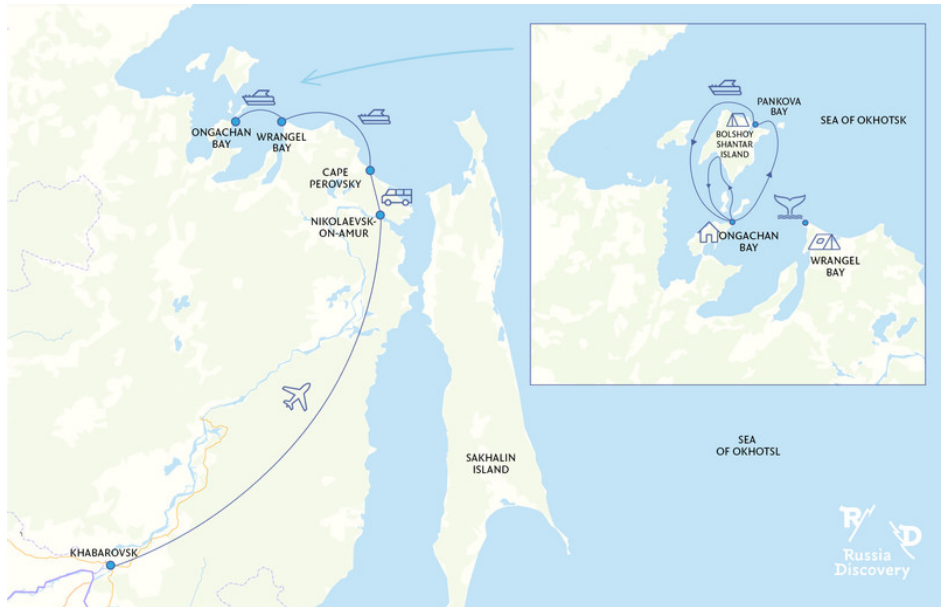 ONGACHAN
BAY
WRANGEL
BAY
CAPE
PEROVSKY
NIKOLAEVSK-
ON-AMUR
KHABAROVSK
SAKHALIN
ISLAND
SEA
OF OKHOTSL
PANKOVA
BAY
SEA OF OKHOTSK
BOLSHOY
SHANTAR
ISLAND
ONGACHAN
BAY
WRANGEL
BAY
R D
Russia
Discovery